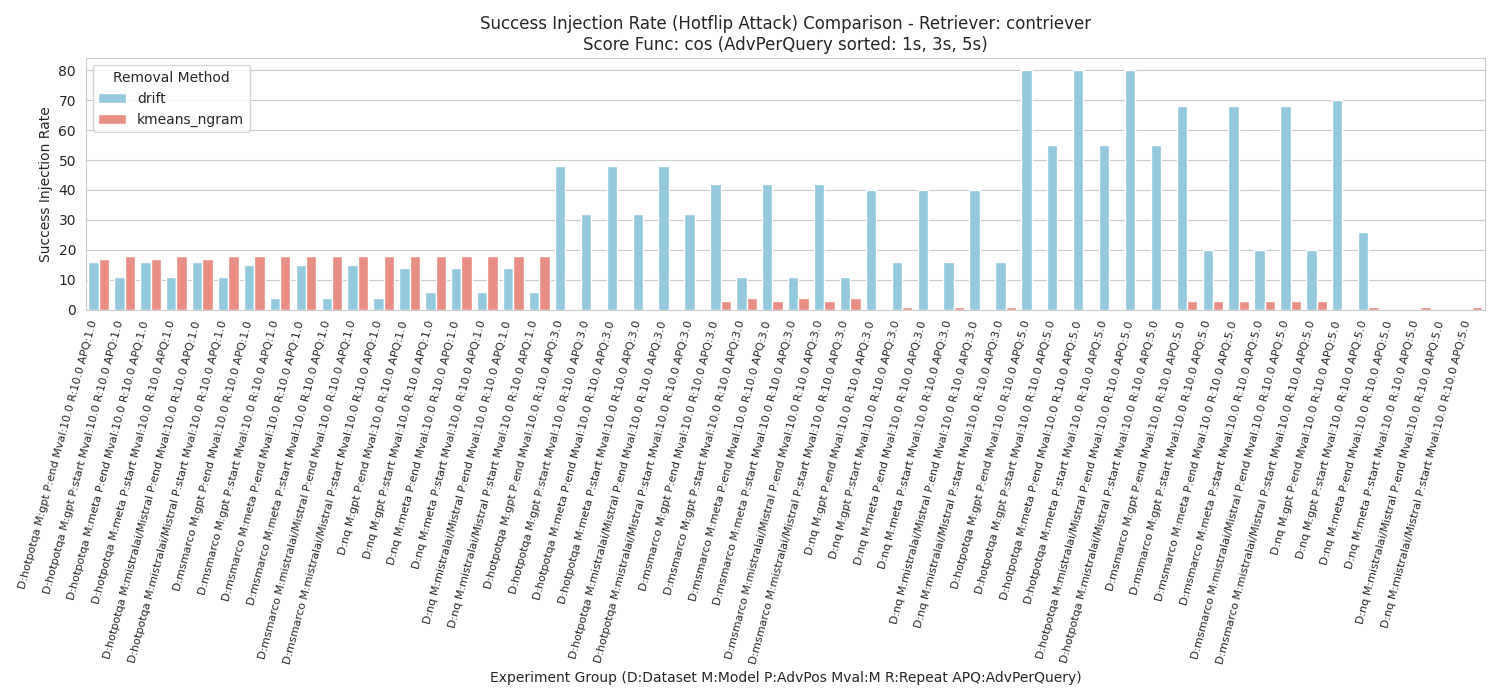 Success Injection Rate (Hotflip Attack) Comparison - Retriever: contriever
Score Func: cos (AdvPerQuery sorted: 1s, 3s, 5s)
Removal Method
drift
kmeans_ngram
Success Injection Rate
80
70
60
50
40
30
20
10
0
D:hotpotqa M:gpt P:end Mval:10.0 R:10.0 APQ:1.0
D:hotpotqa M:gpt P:start Mval:10.0 R:10.0 APQ:1.0
D:hotpotqa M:meta P:end Mval:10.0 R:10.0 APQ:1.0
D:hotpotqa M:meta P:start Mval:10.0 R:10.0 APQ:1.0
D:hotpotqa M:mistralai/Mistral P:end Mval:10.0 R:10.0 APQ:1.0
D:hotpotqa M:mistralai/Mistral P:start Mval:10.0 R:10.0 APQ:1.0
D:msmarco M:gpt P:end Mval:10.0 R:10.0 APQ:1.0
D:msmarco M:gpt P:start Mval:10.0 R:10.0 APQ:1.0
D:msmarco M:meta P:end Mval:10.0 R:10.0 APQ:1.0
D:msmarco M:meta P:start Mval:10.0 R:10.0 APQ:1.0
D:msmarco M:mistralai/Mistral P:end Mval:10.0 R:10.0 APQ:1.0
D:msmarco M:mistralai/Mistral P:start Mval:10.0 R:10.0 APQ:1.0
D:nq M:gpt P:end Mval:10.0 R:10.0 APQ:1.0
D:nq M:gpt P:start Mval:10.0 R:10.0 APQ:1.0
D:nq M:meta P:end Mval:10.0 R:10.0 APQ:1.0
D:nq M:meta P:start Mval:10.0 R:10.0 APQ:1.0
D:nq M:mistralai/Mistral P:end Mval:10.0 R:10.0 APQ:1.0
D:nq M:mistralai/Mistral P:start Mval:10.0 R:10.0 APQ:1.0
D:hotpotqa M:gpt P:end Mval:10.0 R:10.0 APQ:3.0
D:hotpotqa M:gpt P:start Mval:10.0 R:10.0 APQ:3.0
D:hotpotqa M:meta P:end Mval:10.0 R:10.0 APQ:3.0
D:hotpotqa M:meta P:start Mval:10.0 R:10.0 APQ:3.0
D:hotpotqa M:mistralai/Mistral P:end Mval:10.0 R:10.0 APQ:3.0
D:hotpotqa M:mistralai/Mistral P:start Mval:10.0 R:10.0 APQ:3.0
D:msmarco M:gpt P:end Mval:10.0 R:10.0 APQ:3.0
D:msmarco M:gpt P:start Mval:10.0 R:10.0 APQ:3.0
D:msmarco M:meta P:end Mval:10.0 R:10.0 APQ:3.0
D:msmarco M:meta P:start Mval:10.0 R:10.0 APQ:3.0
D:msmarco M:mistralai/Mistral P:end Mval:10.0 R:10.0 APQ:3.0
D:msmarco M:mistralai/Mistral P:start Mval:10.0 R:10.0 APQ:3.0
D:nq M:gpt P:end Mval:10.0 R:10.0 APQ:3.0
D:nq M:gpt P:start Mval:10.0 R:10.0 APQ:3.0
D:nq M:meta P:end Mval:10.0 R:10.0 APQ:3.0
D:nq M:meta P:start Mval:10.0 R:10.0 APQ:3.0
D:nq M:mistralai/Mistral P:end Mval:10.0 R:10.0 APQ:3.0
D:nq M:mistralai/Mistral P:start Mval:10.0 R:10.0 APQ:3.0
D:hotpotqa M:gpt P:end Mval:10.0 R:10.0 APQ:5.0
D:hotpotqa M:gpt P:start Mval:10.0 R:10.0 APQ:5.0
D:hotpotqa M:meta P:end Mval:10.0 R:10.0 APQ:5.0
D:hotpotqa M:meta P:start Mval:10.0 R:10.0 APQ:5.0
D:hotpotqa M:mistralai/Mistral P:end Mval:10.0 R:10.0 APQ:5.0
D:hotpotqa M:mistralai/Mistral P:start Mval:10.0 R:10.0 APQ:5.0
D:msmarco M:gpt P:end Mval:10.0 R:10.0 APQ:5.0
D:msmarco M:gpt P:start Mval:10.0 R:10.0 APQ:5.0
D:msmarco M:meta P:end Mval:10.0 R:10.0 APQ:5.0
D:msmarco M:meta P:start Mval:10.0 R:10.0 APQ:5.0
D:msmarco M:mistralai/Mistral P:end Mval:10.0 R:10.0 APQ:5.0
D:msmarco M:mistralai/Mistral P:start Mval:10.0 R:10.0 APQ:5.0
D:nq M:gpt P:end Mval:10.0 R:10.0 APQ:5.0
D:nq M:gpt P:start Mval:10.0 R:10.0 APQ:5.0
D:nq M:meta P:end Mval:10.0 R:10.0 APQ:5.0
D:nq M:meta P:start Mval:10.0 R:10.0 APQ:5.0
D:nq M:mistralai/Mistral P:end Mval:10.0 R:10.0 APQ:5.0
D:nq M:mistralai/Mistral P:start Mval:10.0 R:10.0 APQ:5.0
Experiment Group (D:Dataset M:Model P:AdvPos Mval:M R:Repeat APQ:AdvPerQuery)